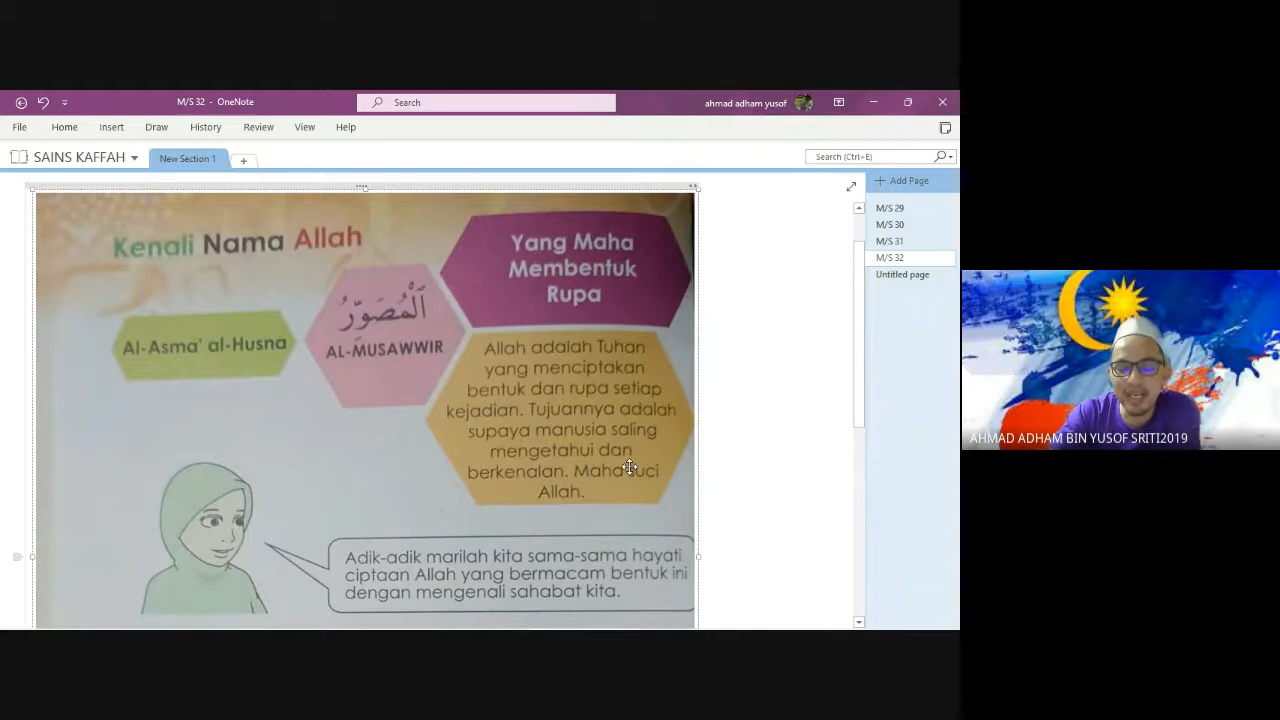 M/S 32 - OneNote
Search
ahmad adham yusof
File Home Insert Draw History Review View Help
SAINS KAFFAH
New Section 1
Search (Ctrl+E)
Add Page
M/S 29
M/S 30
M/S 31
M/S 32
Untitled page
Kenali Nama Allah
Yang Maha
Membentuk
Rupa
Al-Asma' al-Husna
اَلْمُصَوِّرُ
AL-MUSAWWIR
Allah adalah Tuhan
yang menciptakan
bentuk dan rupa setiap
kejadian. Tujuannya adalah
supaya manusia saling
mengetahui dan
berkenalan. Maha suci
Allah.
Adik-adik marilah kita sama-sama hayati
ciptaan Allah yang bermacam bentuk ini
dengan mengenali sahabat kita.
AHMAD ADHAM BIN YUSOF SRITI2019